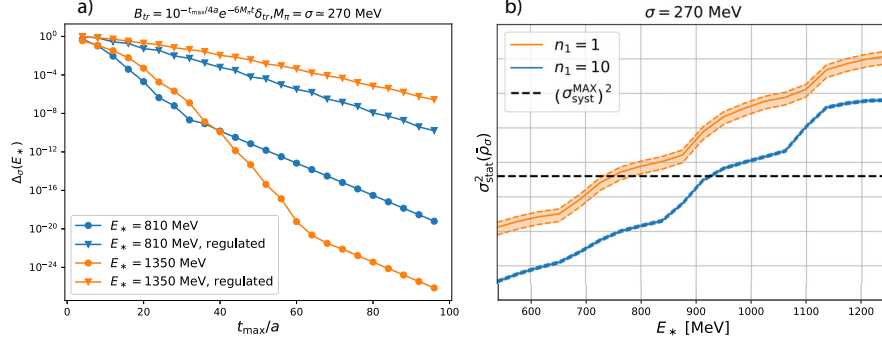 a)
B_tr = 10^{-t_max/4a} e^{-6M_π t} δ_tr, M_π = σ ≃ 270 MeV
Δ_σ(E_*)
10^0
10^{-4}
10^{-8}
10^{-12}
10^{-16}
10^{-20}
10^{-24}
E_* = 810 MeV
E_* = 810 MeV, regulated
E_* = 1350 MeV
E_* = 1350 MeV, regulated
0 20 40 60 80 100
t_max/a
b)
σ = 270 MeV
σ²_stat(ρ̄_σ)
n_1 = 1
n_1 = 10
(σ_syst^MAX)²
600 700 800 900 1000 1100 1200
E_* [MeV]